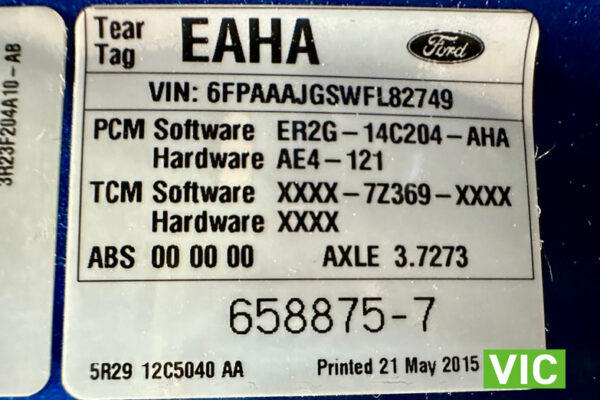 Tear Tag EAHA Ford
VIN: 6FPAAAJGSWFL82749
PCM Software ER2G-14C204-AHA
Hardware AE4-121
TCM Software XXXX-7Z369-XXXX
Hardware XXXX
ABS 00 00 00 AXLE 3.7273
658875-7
5R29 12C5040 AA Printed 21 May 2015
VIC
3R23F204A10-AB